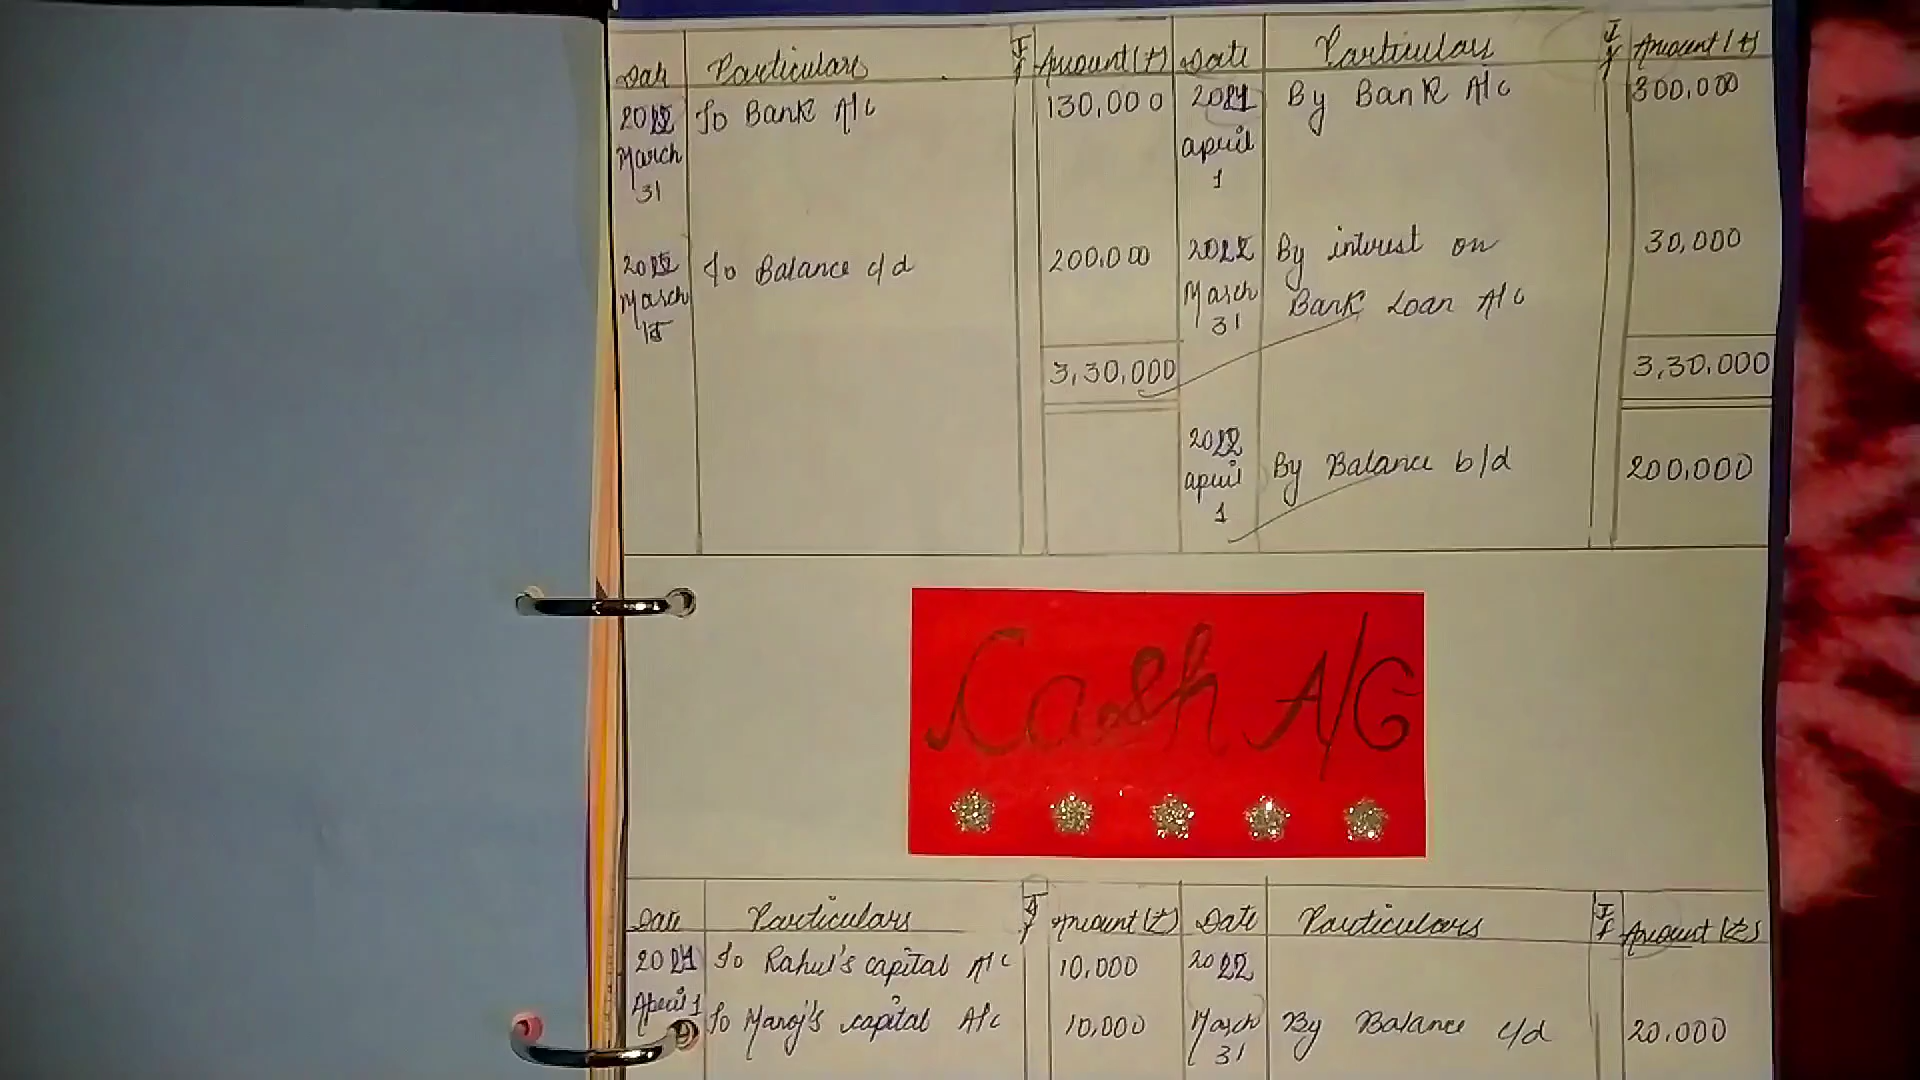 Date Particulars J F Amount(₹) Date Particulars J F Amount(₹)
2022 To Bank A/c 130,000 2021 By Bank A/c 300,000
March april
31 1
2022 To Balance c/d 200,000 2022 By interest on 30,000
March March Bank Loan A/c
31
3,30,000 3,30,000
2022
april By Balance b/d 200,000
1
Cash A/C
Date Particulars J F Amount(₹) Date Particulars J F Amount(₹)
2021 To Rahul's capital A/c 10,000 2022
April 1 To Manoj's capital A/c 10,000 March By Balance c/d 20,000
31